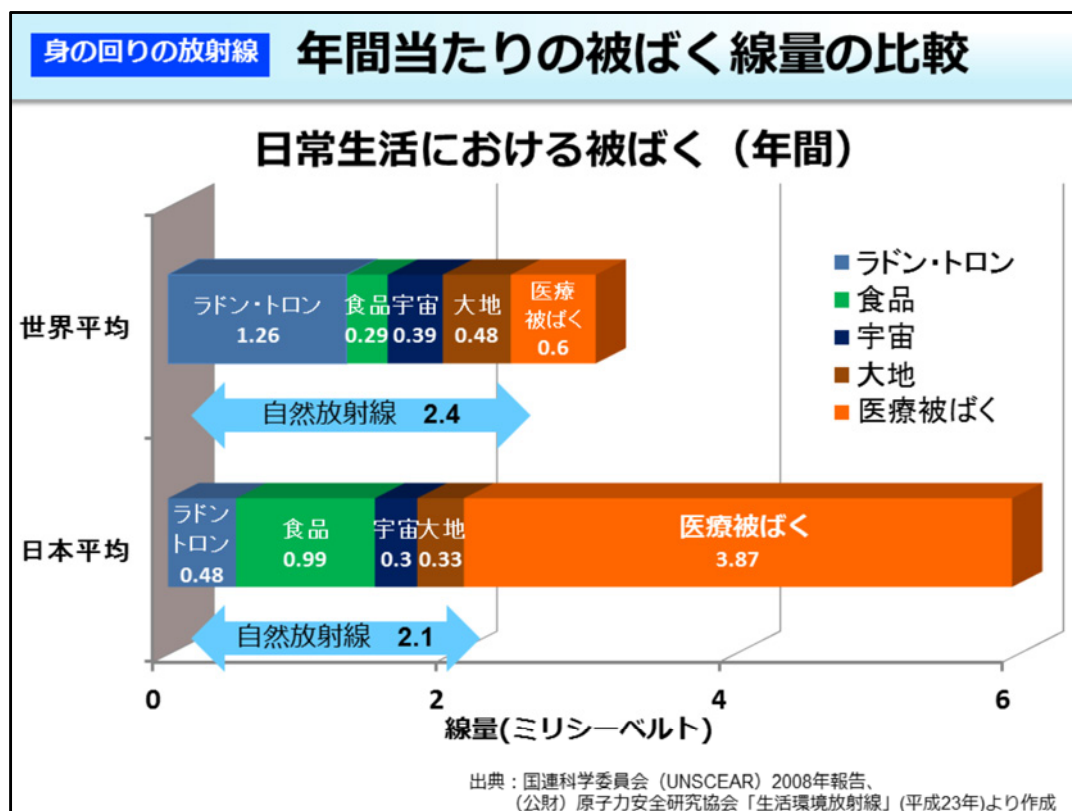 身の回りの放射線
年間当たりの被ばく線量の比較
日常生活における被ばく（年間）
世界平均
ラドン・トロン
1.26
食品
0.29
宇宙
0.39
大地
0.48
医療
被ばく
0.6
自然放射線 2.4
ラドン・トロン
食品
宇宙
大地
医療被ばく
日本平均
ラドン
トロン
0.48
食品
0.99
宇宙
0.3
大地
0.33
医療被ばく
3.87
自然放射線 2.1
0 2 4 6
線量(ミリシーベルト)
出典：国連科学委員会（UNSCEAR）2008年報告、
（公財）原子力安全研究協会「生活環境放射線」(平成23年)より作成